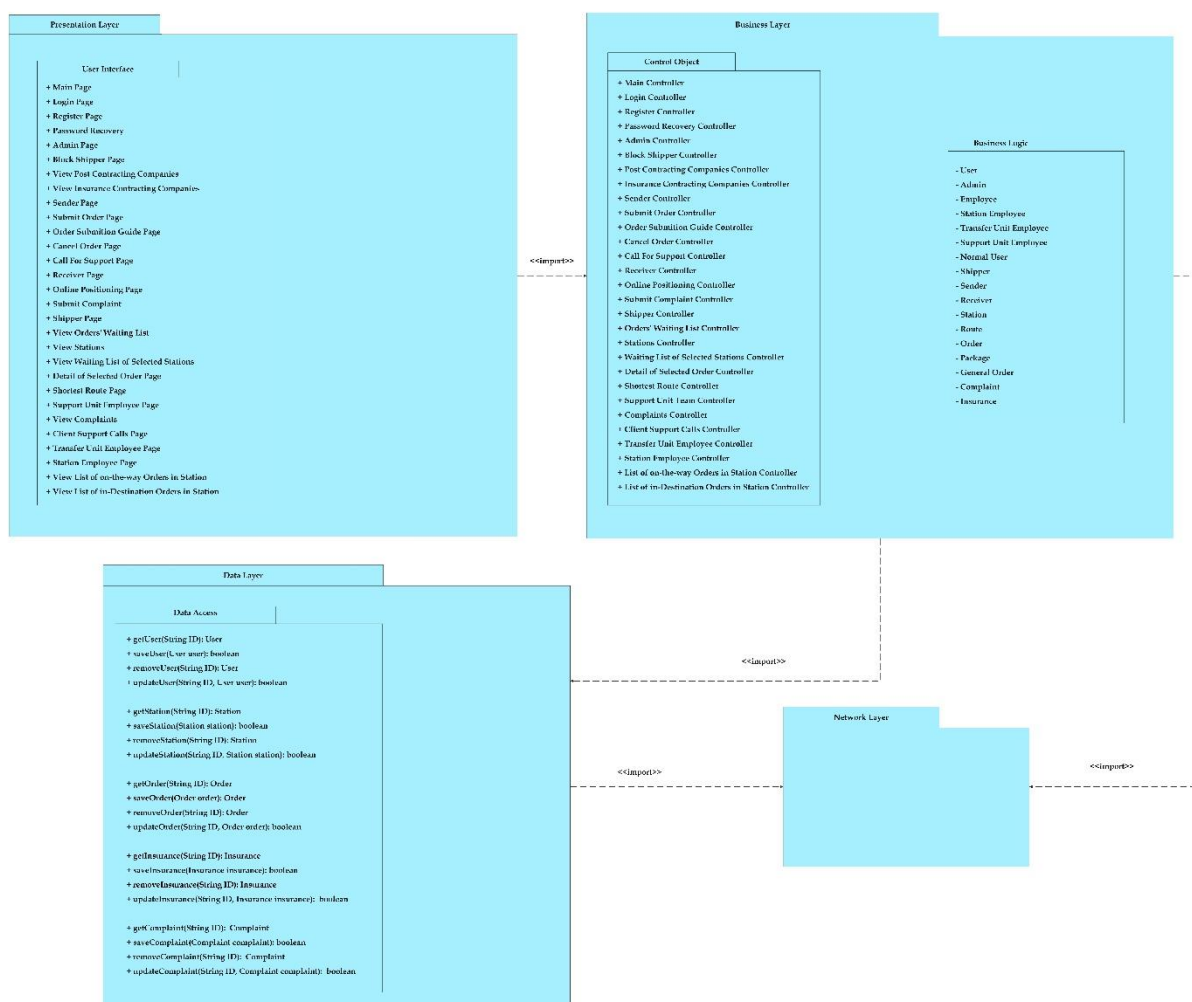 Presentation Layer
User Interface
+ Main Page
+ Login Page
+ Register Page
+ Password Recovery
+ Admin Page
+ Block Shipper Page
+ View Post Contracting Companies
+ View Insurance Contracting Companies
+ Sender Page
+ Submit Order Page
+ Order Submition Guide Page
+ Cancel Order Page
+ Call For Support Page
+ Receiver Page
+ Online Positioning Page
+ Submit Complaint
+ Shipper Page
+ View Orders' Waiting List
+ View Stations
+ View Waiting List of Selected Stations
+ Detail of Selected Order Page
+ Shortest Route Page
+ Support Unit Employee Page
+ View Complaints
+ Client Support Calls Page
+ Transfer Unit Employee Page
+ Station Employee Page
+ View List of on-the-way Orders in Station
+ View List of in-Destination Orders in Station
<<import>>
Business Layer
Control Object
+ Main Controller
+ Login Controller
+ Register Controller
+ Password Recovery Controller
+ Admin Controller
+ Block Shipper Controller
+ Post Contracting Companies Controller
+ Insurance Contracting Companies Controller
+ Sender Controller
+ Submit Order Controller
+ Order Submition Guide Controller
+ Cancel Order Controller
+ Call For Support Controller
+ Receiver Controller
+ Online Positioning Controller
+ Submit Complaint Controller
+ Shipper Controller
+ Orders' Waiting List Controller
+ Stations Controller
+ Waiting List of Selected Stations Controller
+ Detail of Selected Order Controller
+ Shortest Route Controller
+ Support Unit Team Controller
+ Complaints Controller
+ Client Support Calls Controller
+ Transfer Unit Employee Controller
+ Station Employee Controller
+ List of on-the-way Orders in Station Controller
+ List of in-Destination Orders in Station Controller
Business Logic
- User
- Admin
- Employee
- Station Employee
- Transfer Unit Employee
- Support Unit Employee
- Normal User
- Shipper
- Sender
- Receiver
- Station
- Route
- Order
- Package
- General Order
- Complaint
- Insurance
Data Layer
Data Access
+ getUser(String ID): User
+ saveUser(User user): boolean
+ removeUser(String ID): User
+ updateUser(String ID, User user): boolean
+ getStation(String ID): Station
+ saveStation(Station station): boolean
+ removeStation(String ID): Station
+ updateStation(String ID, Station station): boolean
+ getOrder(String ID): Order
+ saveOrder(Order order): Order
+ removeOrder(String ID): Order
+ updateOrder(String ID, Order order): boolean
+ getInsurance(String ID): Insurance
+ saveInsurance(Insurance insurance): boolean
+ removeInsurance(String ID): Insurance
+ updateInsurance(String ID, Insurance insurance): boolean
+ getComplaint(String ID): Complaint
+ saveComplaint(Complaint complaint): boolean
+ removeComplaint(String ID): Complaint
+ updateComplaint(String ID, Complaint complaint): boolean
<<import>>
<<import>>
Network Layer
<<import>>